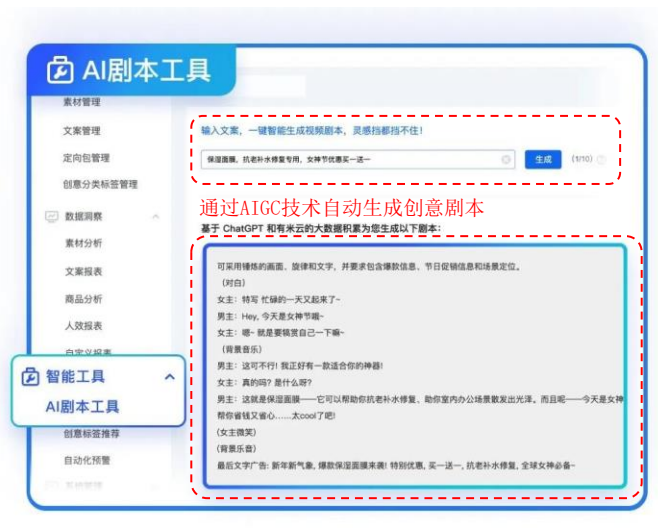 AI剧本工具
素材管理
文案管理
定向包管理
创意分类标签管理
数据洞察
素材分析
文案报表
商品分析
人效报表
自定义报表
智能工具
AI剧本工具
创意标签推荐
自动化预警
系统管理
输入文案，一键智能生成视频剧本，灵感挡都挡不住！
保湿面膜，抗老补水修复专用，女神节优惠买一送一
生成
(1/10)
通过AIGC技术自动生成创意剧本
基于 ChatGPT 和有米云的大数据积累为您生成以下剧本：
可采用锤炼的画面、旋律和文字，并要求包含爆款信息、节日促销信息和场景定位。
（对白）
女主：特写 忙碌的一天又起来了~
男主：Hey, 今天是女神节哦~
女主：嗯~ 就是要犒赏自己一下嘛~
（背景音乐）
男主：这可不行！我正好有一款适合你的神器！
女主：真的吗？是什么呀？
男主：这就是保湿面膜——它可以帮助你抗老补水修复、助你室内办公场景散发出光泽。而且呢——今天是女神
帮你省钱又省心……太cool了吧！
（女主微笑）
（背景乐音）
最后文字广告: 新年新气象, 爆款保湿面膜来袭! 特别优惠, 买一送一, 抗老补水修复, 全球女神必备~